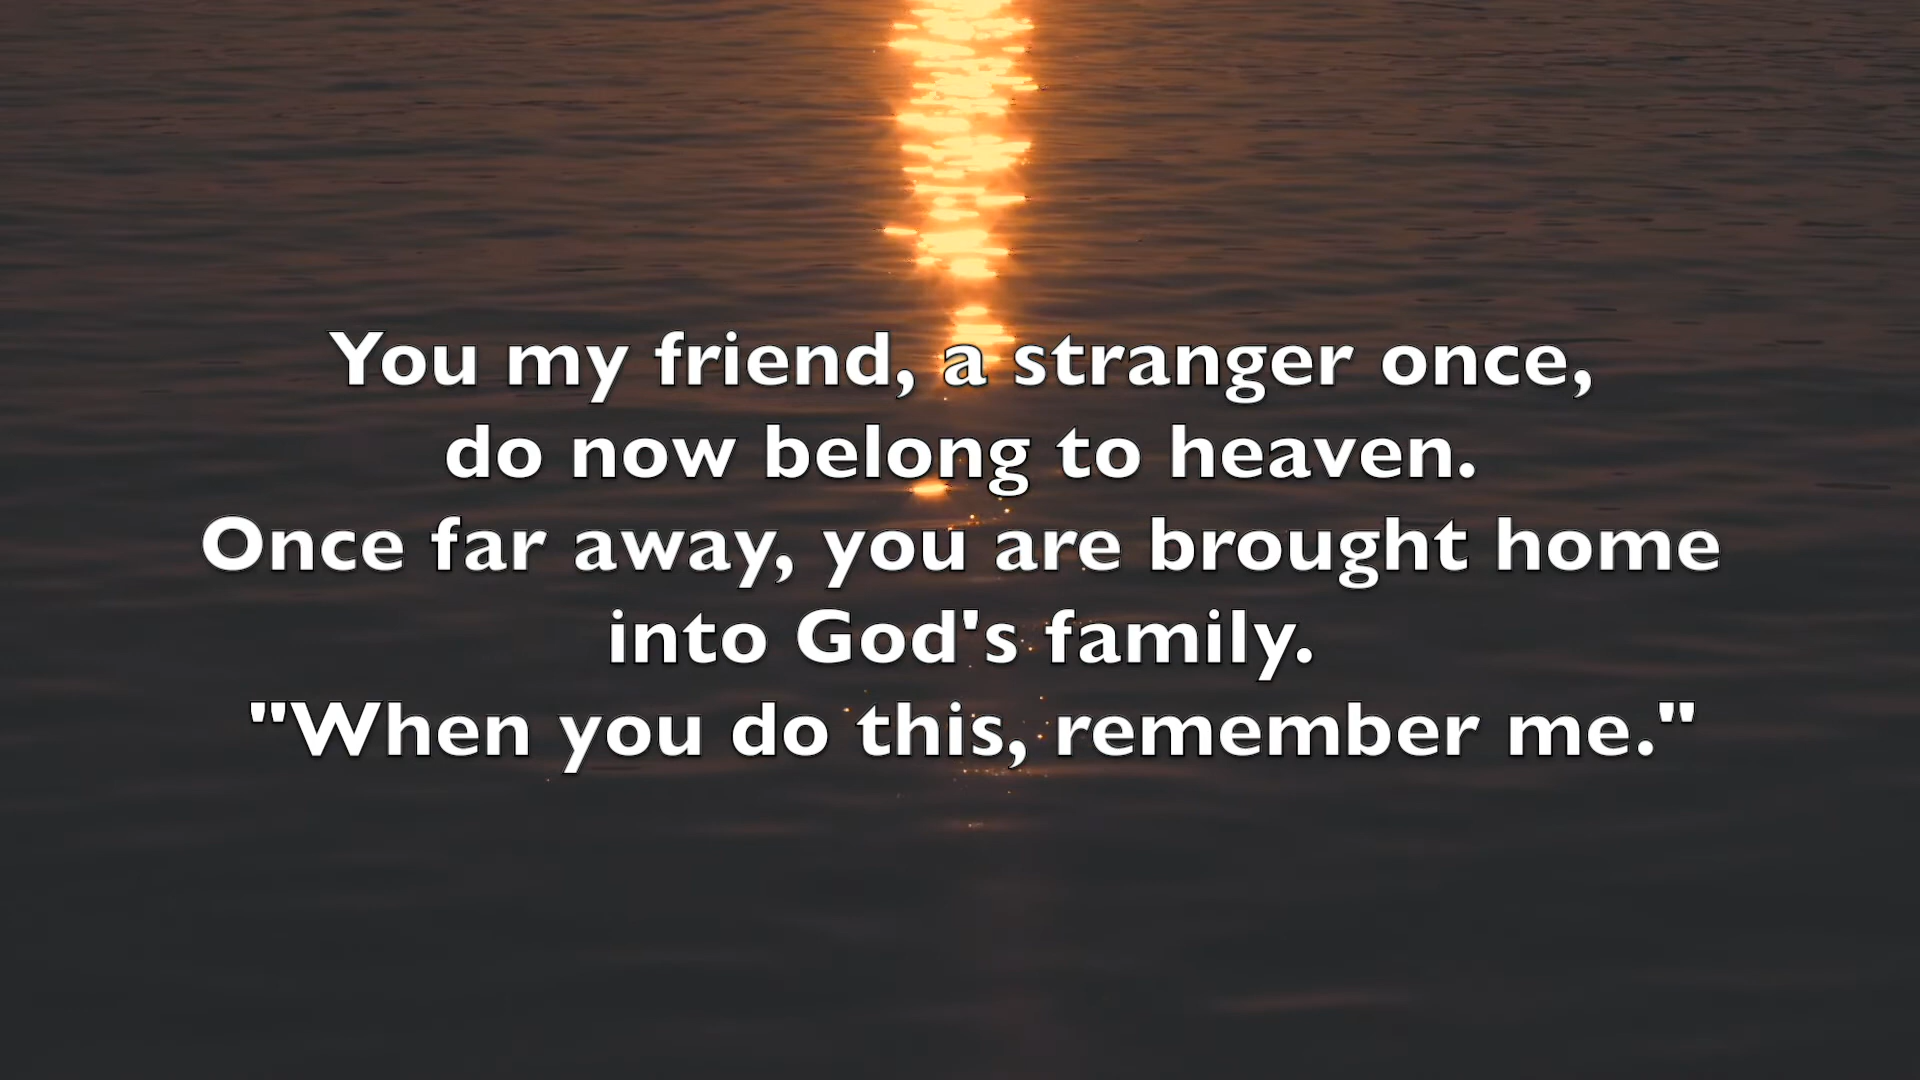 You my friend, a stranger once,
do now belong to heaven.
Once far away, you are brought home
into God's family.
"When you do this, remember me."